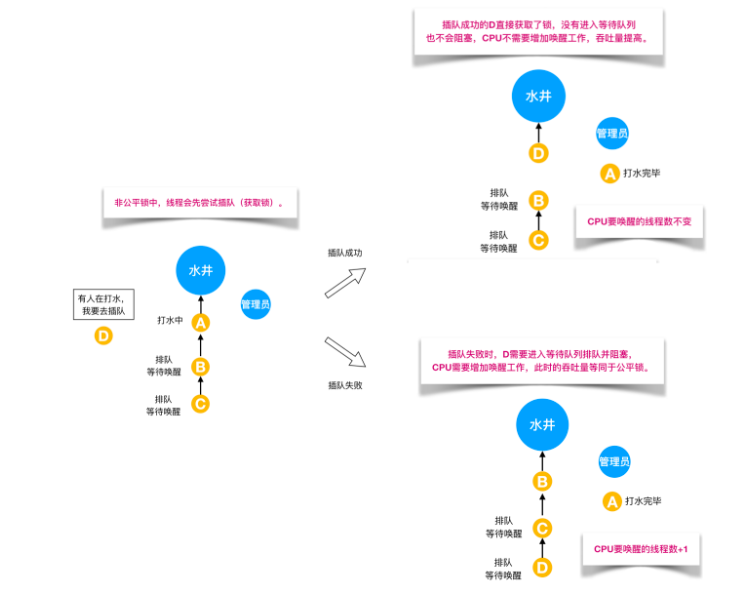 非公平锁中，线程会先尝试插队（获取锁）。
水井
有人在打水，
我要去插队
D
管理员
打水中
A
排队
等待唤醒
B
排队
等待唤醒
C
插队成功
插队失败
插队成功的D直接获取了锁，没有进入等待队列
也不会阻塞，CPU不需要增加唤醒工作，吞吐量提高。
水井
管理员
D
A
打水完毕
排队
等待唤醒
B
CPU要唤醒的线程数不变
排队
等待唤醒
C
插队失败时，D需要进入等待队列排队并阻塞，
CPU需要增加唤醒工作，此时的吞吐量等同于公平锁。
水井
管理员
B
A
打水完毕
排队
等待唤醒
C
CPU要唤醒的线程数+1
排队
等待唤醒
D